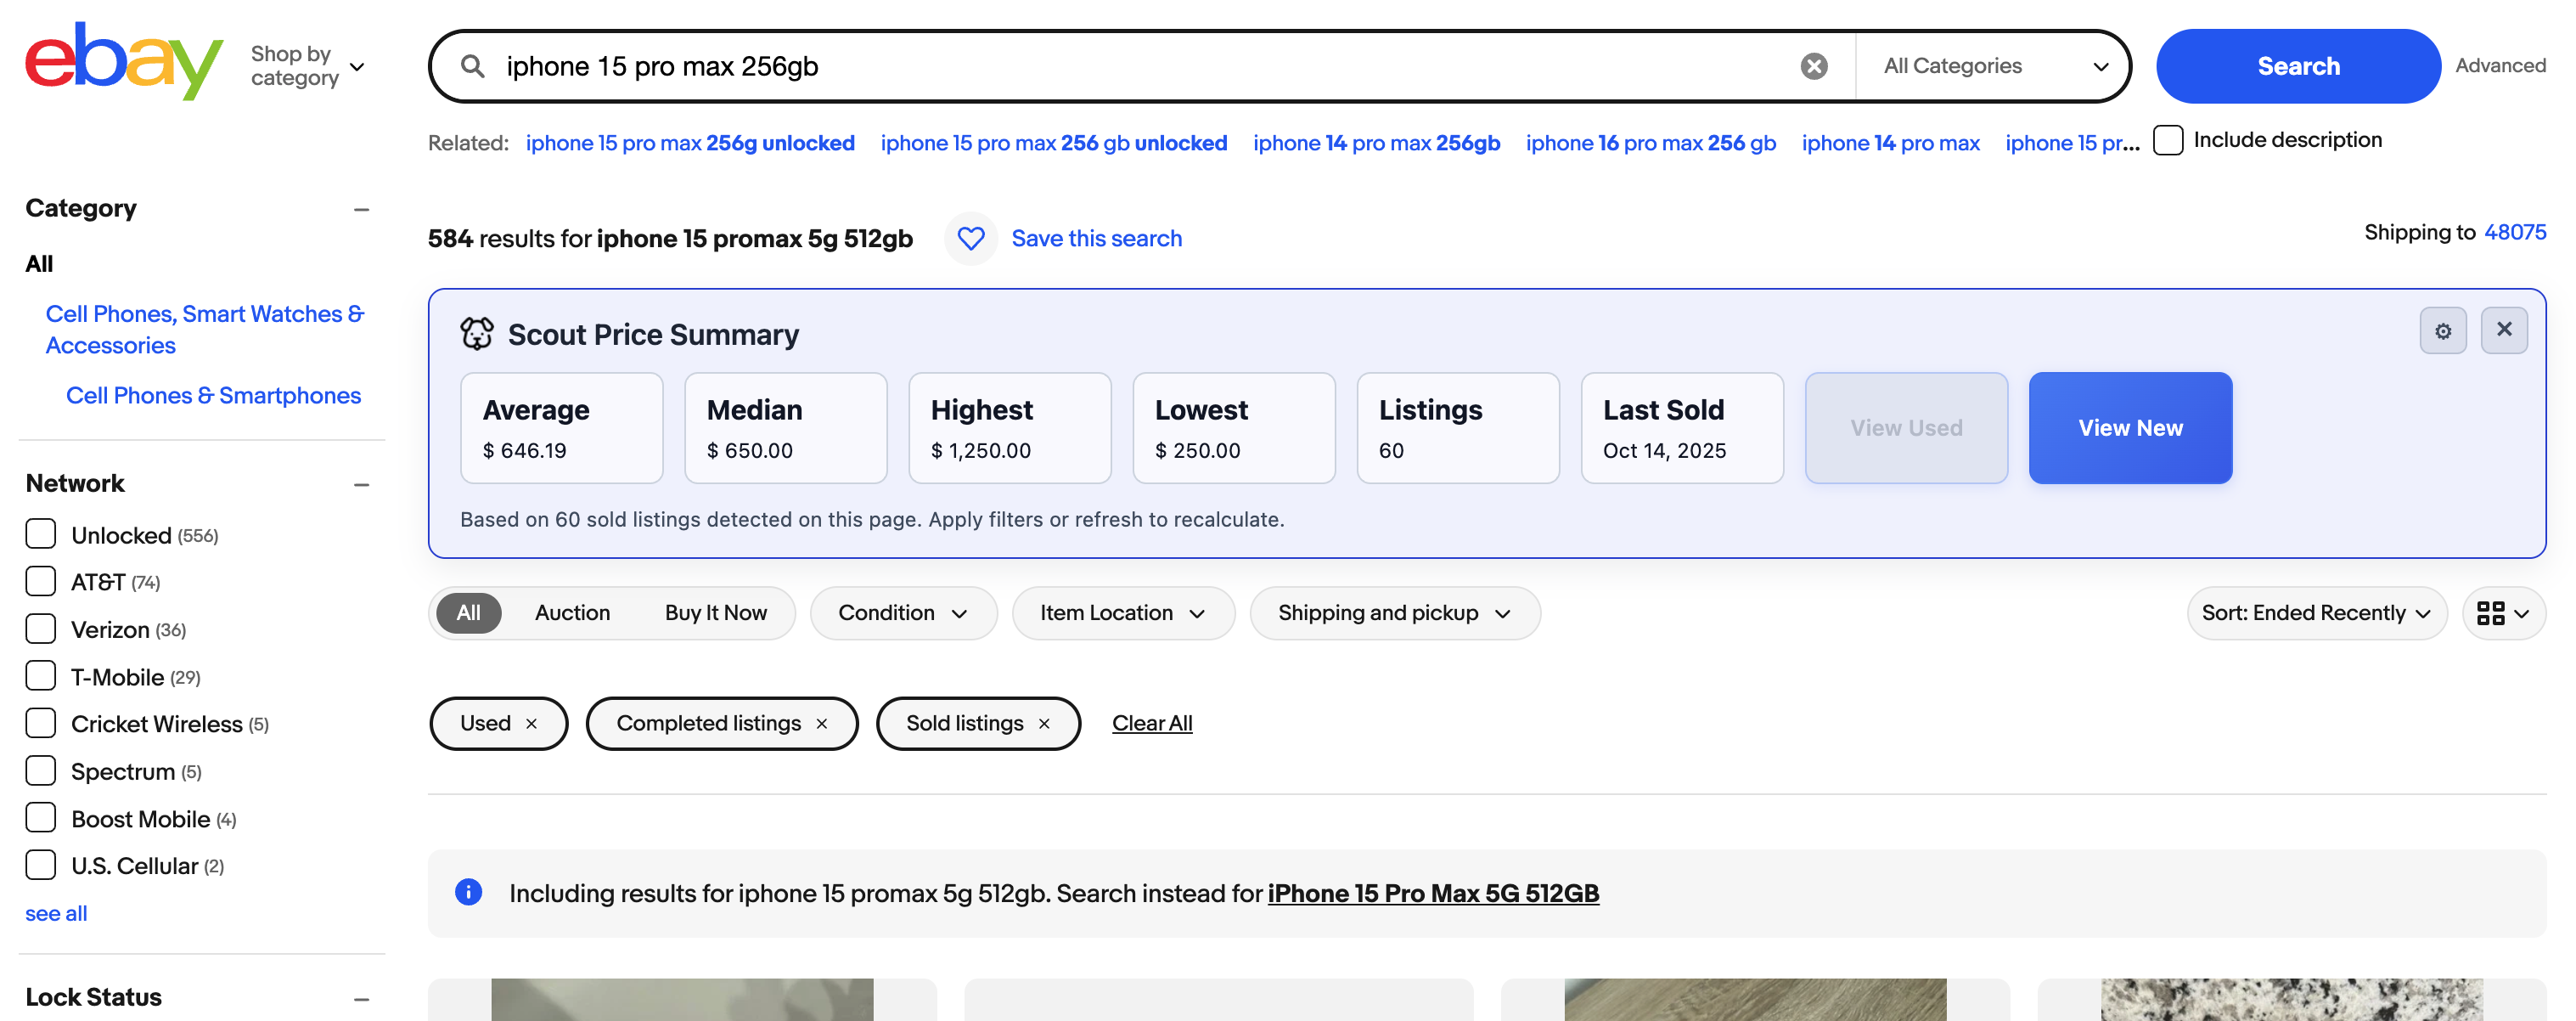 ebay
Shop by
category
iphone 15 pro max 256gb
All Categories
Search
Advanced
Related: iphone 15 pro max 256g unlocked iphone 15 pro max 256 gb unlocked iphone 14 pro max 256gb iphone 16 pro max 256 gb iphone 14 pro max iphone 15 pr... Include description
Category
All
Cell Phones, Smart Watches &
Accessories
Cell Phones & Smartphones
Network
Unlocked (556)
AT&T (74)
Verizon (36)
T-Mobile (29)
Cricket Wireless (5)
Spectrum (5)
Boost Mobile (4)
U.S. Cellular (2)
see all
Lock Status
584 results for iphone 15 promax 5g 512gb
Save this search
Shipping to 48075
Scout Price Summary
Average
$ 646.19
Median
$ 650.00
Highest
$ 1,250.00
Lowest
$ 250.00
Listings
60
Last Sold
Oct 14, 2025
View Used
View New
Based on 60 sold listings detected on this page. Apply filters or refresh to recalculate.
All Auction Buy It Now Condition Item Location Shipping and pickup Sort: Ended Recently
Used Completed listings Sold listings Clear All
Including results for iphone 15 promax 5g 512gb. Search instead for iPhone 15 Pro Max 5G 512GB